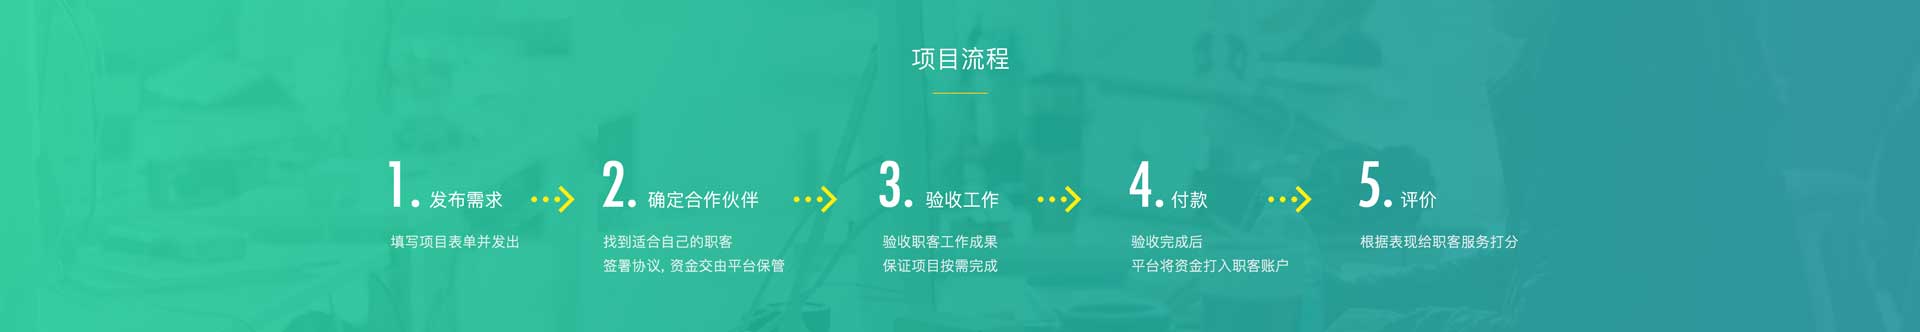 项目流程
1. 发布需求
填写项目表单并发出
2. 确定合作伙伴
找到适合自己的职客
签署协议, 资金交由平台保管
3. 验收工作
验收职客工作成果
保证项目按需完成
4. 付款
验收完成后
平台将资金打入职客账户
5. 评价
根据表现给职客服务打分